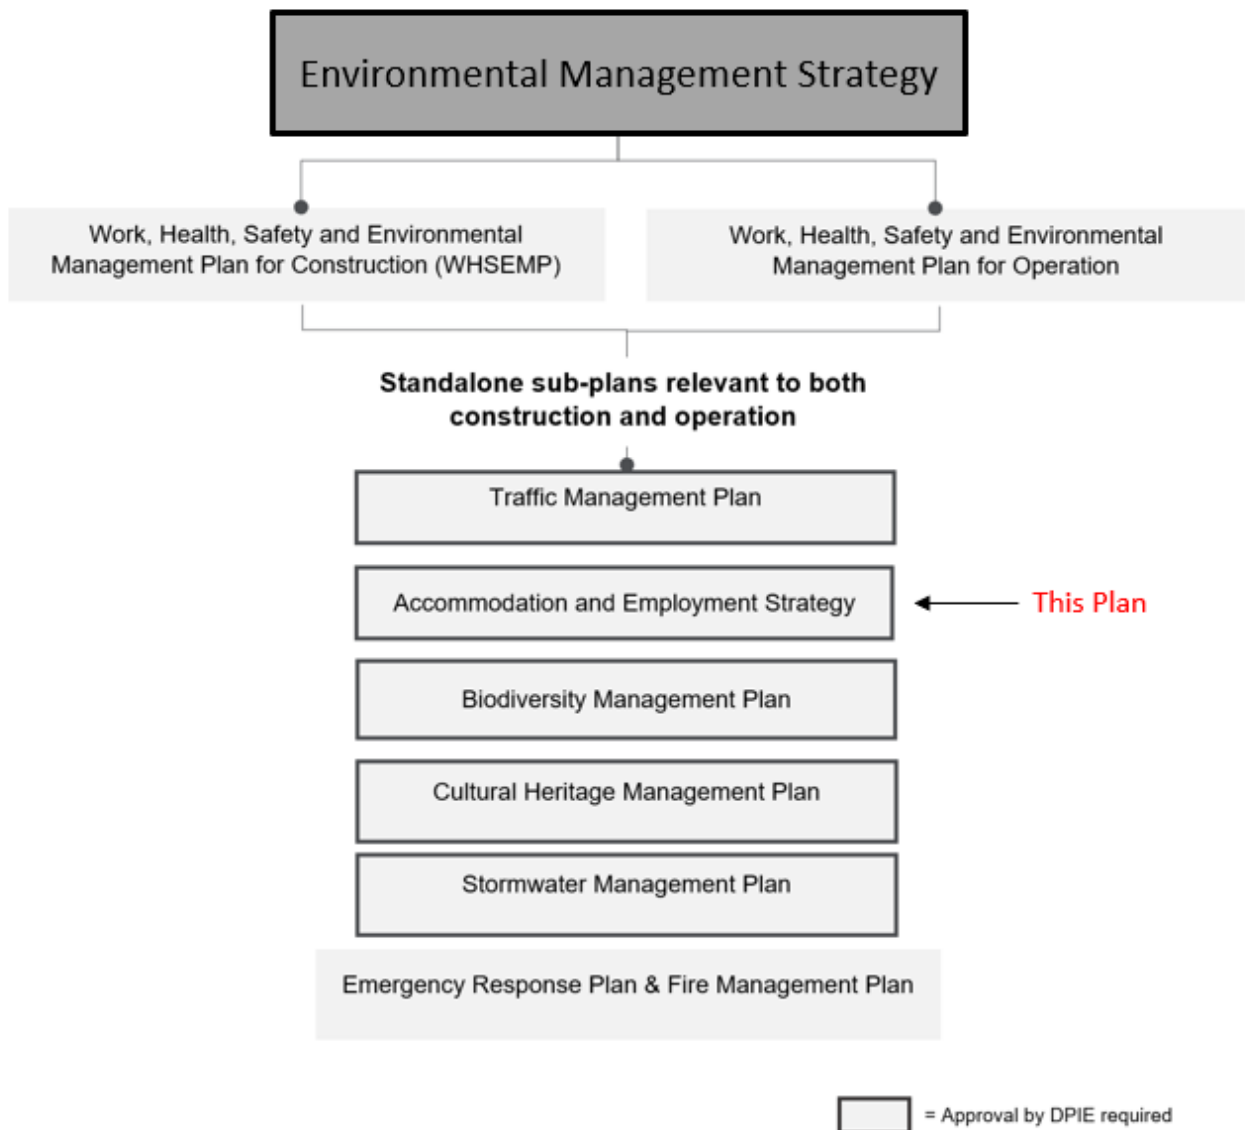 Environmental Management Strategy
Work, Health, Safety and Environmental
Management Plan for Construction (WHSEMP)
Work, Health, Safety and Environmental
Management Plan for Operation
Standalone sub-plans relevant to both
construction and operation
Traffic Management Plan
Accommodation and Employment Strategy
This Plan
Biodiversity Management Plan
Cultural Heritage Management Plan
Stormwater Management Plan
Emergency Response Plan & Fire Management Plan
= Approval by DPIE required